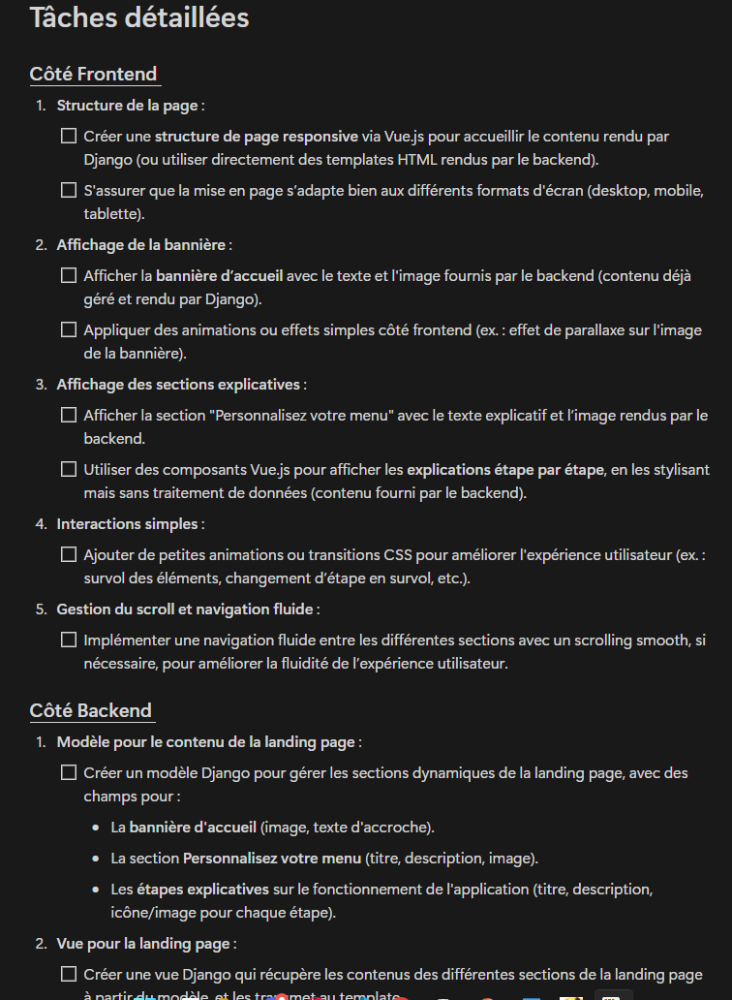 Tâches détaillées
Côté Frontend
1. Structure de la page :
Créer une structure de page responsive via Vue.js pour accueillir le contenu rendu par
Django (ou utiliser directement des templates HTML rendus par le backend).
S'assurer que la mise en page s’adapte bien aux différents formats d'écran (desktop, mobile,
tablette).
2. Affichage de la bannière :
Afficher la bannière d’accueil avec le texte et l'image fournis par le backend (contenu déjà
géré et rendu par Django).
Appliquer des animations ou effets simples côté frontend (ex. : effet de parallaxe sur l'image
de la bannière).
3. Affichage des sections explicatives :
Afficher la section "Personnalisez votre menu" avec le texte explicatif et l’image rendus par le
backend.
Utiliser des composants Vue.js pour afficher les explications étape par étape, en les stylisant
mais sans traitement de données (contenu fourni par le backend).
4. Interactions simples :
Ajouter de petites animations ou transitions CSS pour améliorer l'expérience utilisateur (ex. :
survol des éléments, changement d’étape en survol, etc.).
5. Gestion du scroll et navigation fluide :
Implémenter une navigation fluide entre les différentes sections avec un scrolling smooth, si
nécessaire, pour améliorer la fluidité de l’expérience utilisateur.
Côté Backend
1. Modèle pour le contenu de la landing page :
Créer un modèle Django pour gérer les sections dynamiques de la landing page, avec des
champs pour :
• La bannière d'accueil (image, texte d'accroche).
• La section Personnalisez votre menu (titre, description, image).
• Les étapes explicatives sur le fonctionnement de l'application (titre, description,
icône/image pour chaque étape).
2. Vue pour la landing page :
Créer une vue Django qui récupère les contenus des différentes sections de la landing page
à partir du modèle, et les transmet au template.